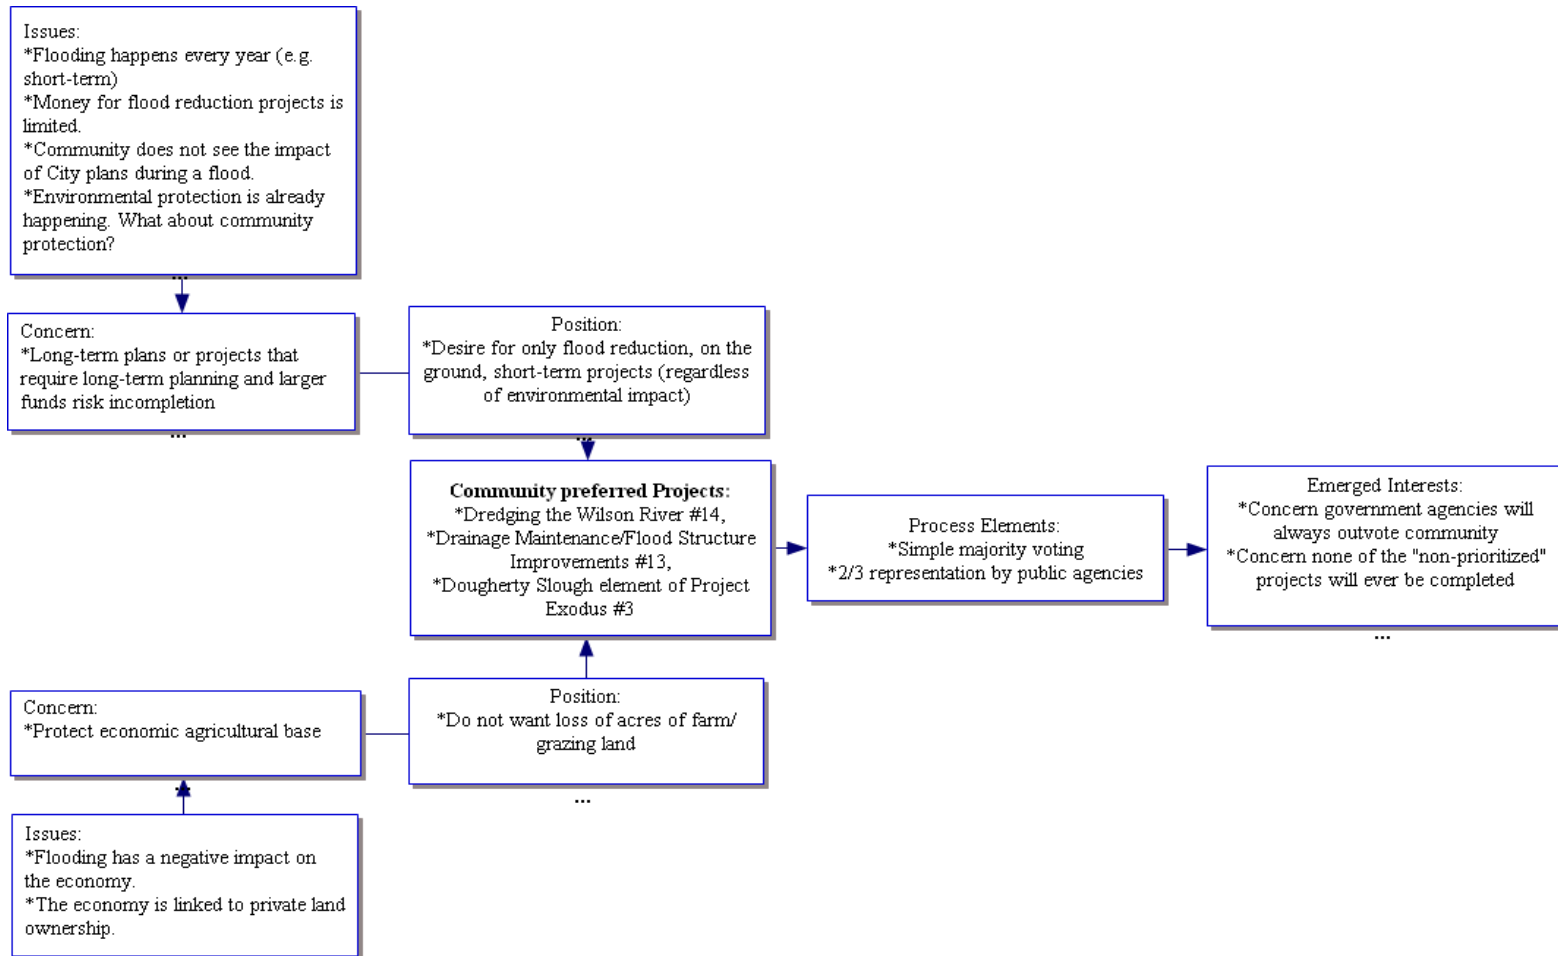 Issues:
*Flooding happens every year (e.g.
short-term)
*Money for flood reduction projects is
limited.
*Community does not see the impact
of City plans during a flood.
*Environmental protection is already
happening. What about community
protection?
...
Concern:
*Long-term plans or projects that
require long-term planning and larger
funds risk incompletion
...
Position:
*Desire for only flood reduction, on the
ground, short-term projects (regardless
of environmental impact)
...
Community preferred Projects:
*Dredging the Wilson River #14,
*Drainage Maintenance/Flood Structure
Improvements #13,
*Dougherty Slough element of Project
Exodus #3
Process Elements:
*Simple majority voting
*2/3 representation by public agencies
Emerged Interests:
*Concern government agencies will
always outvote community
*Concern none of the "non-prioritized"
projects will ever be completed
...
Concern:
*Protect economic agricultural base
...
Position:
*Do not want loss of acres of farm/
grazing land
...
Issues:
*Flooding has a negative impact on
the economy.
*The economy is linked to private land
ownership.